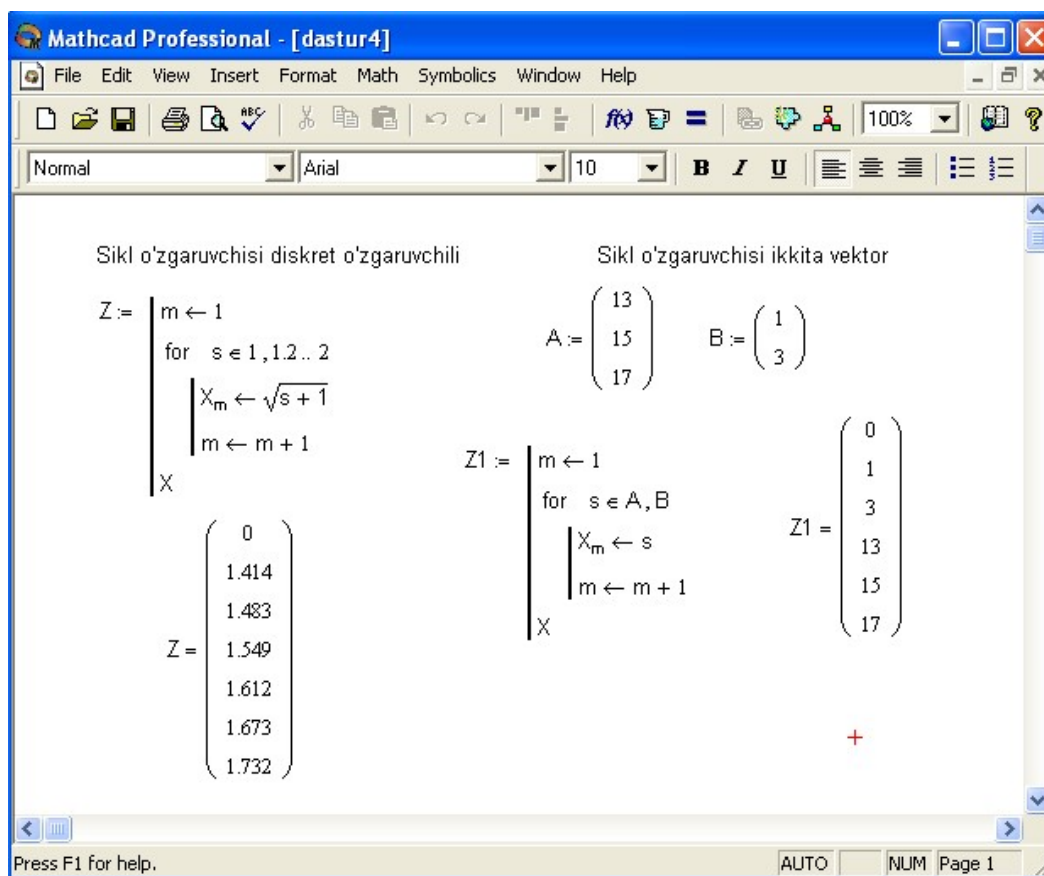 Mathcad Professional - [dastur4]
File Edit View Insert Format Math Symbolics Window Help
100%
Normal Arial 10 B I U
Sikl o'zgaruvchisi diskret o'zgaruvchili
Z := m ← 1
for s ∈ 1 , 1.2 .. 2
Xm ← √s + 1
m ← m + 1
X
Z = 0
1.414
1.483
1.549
1.612
1.673
1.732
Sikl o'zgaruvchisi ikkita vektor
A := 13
15
17
B := 1
3
Z1 := m ← 1
for s ∈ A , B
Xm ← s
m ← m + 1
X
Z1 = 0
1
3
13
15
17
Press F1 for help. AUTO NUM Page 1